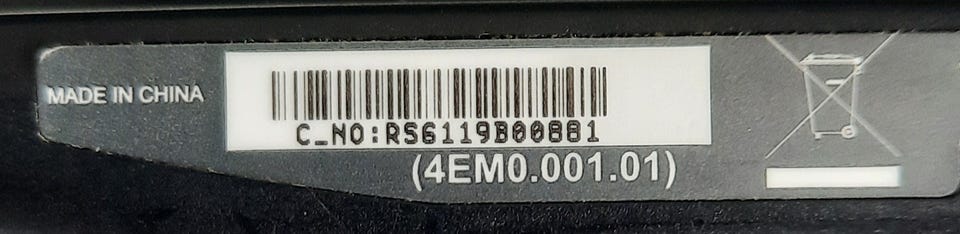 MADE IN CHINA
C_NO:RS6119B00881
(4EM0.001.01)